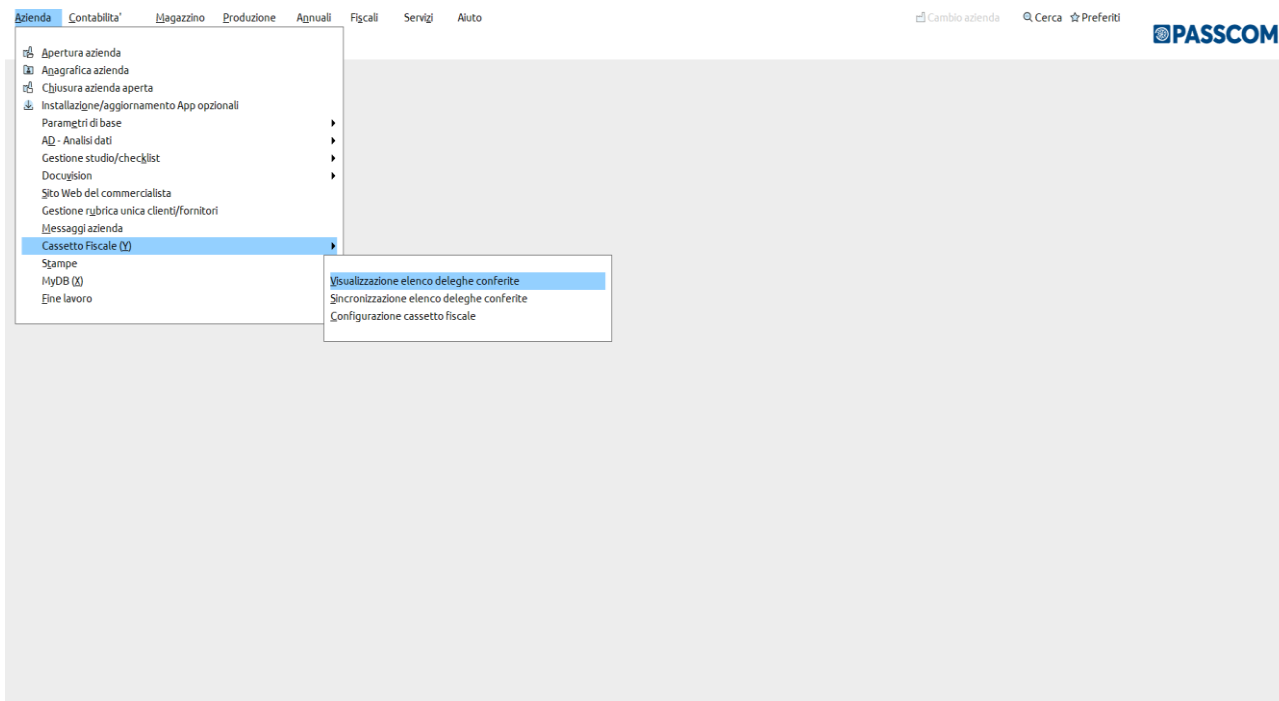 Azienda Contabilita' Magazzino Produzione Annuali Fiscali Servizi Aiuto Cambio azienda Cerca Preferiti
PASSCOM
Apertura azienda
Anagrafica azienda
Chiusura azienda aperta
Installazione/aggiornamento App opzionali
Parametri di base
AD - Analisi dati
Gestione studio/checklist
Docuvision
Sito Web del commercialista
Gestione rubrica unica clienti/fornitori
Messaggi azienda
Cassetto Fiscale (Y)
Stampe
MyDB (X)
Fine lavoro
Visualizzazione elenco deleghe conferite
Sincronizzazione elenco deleghe conferite
Configurazione cassetto fiscale